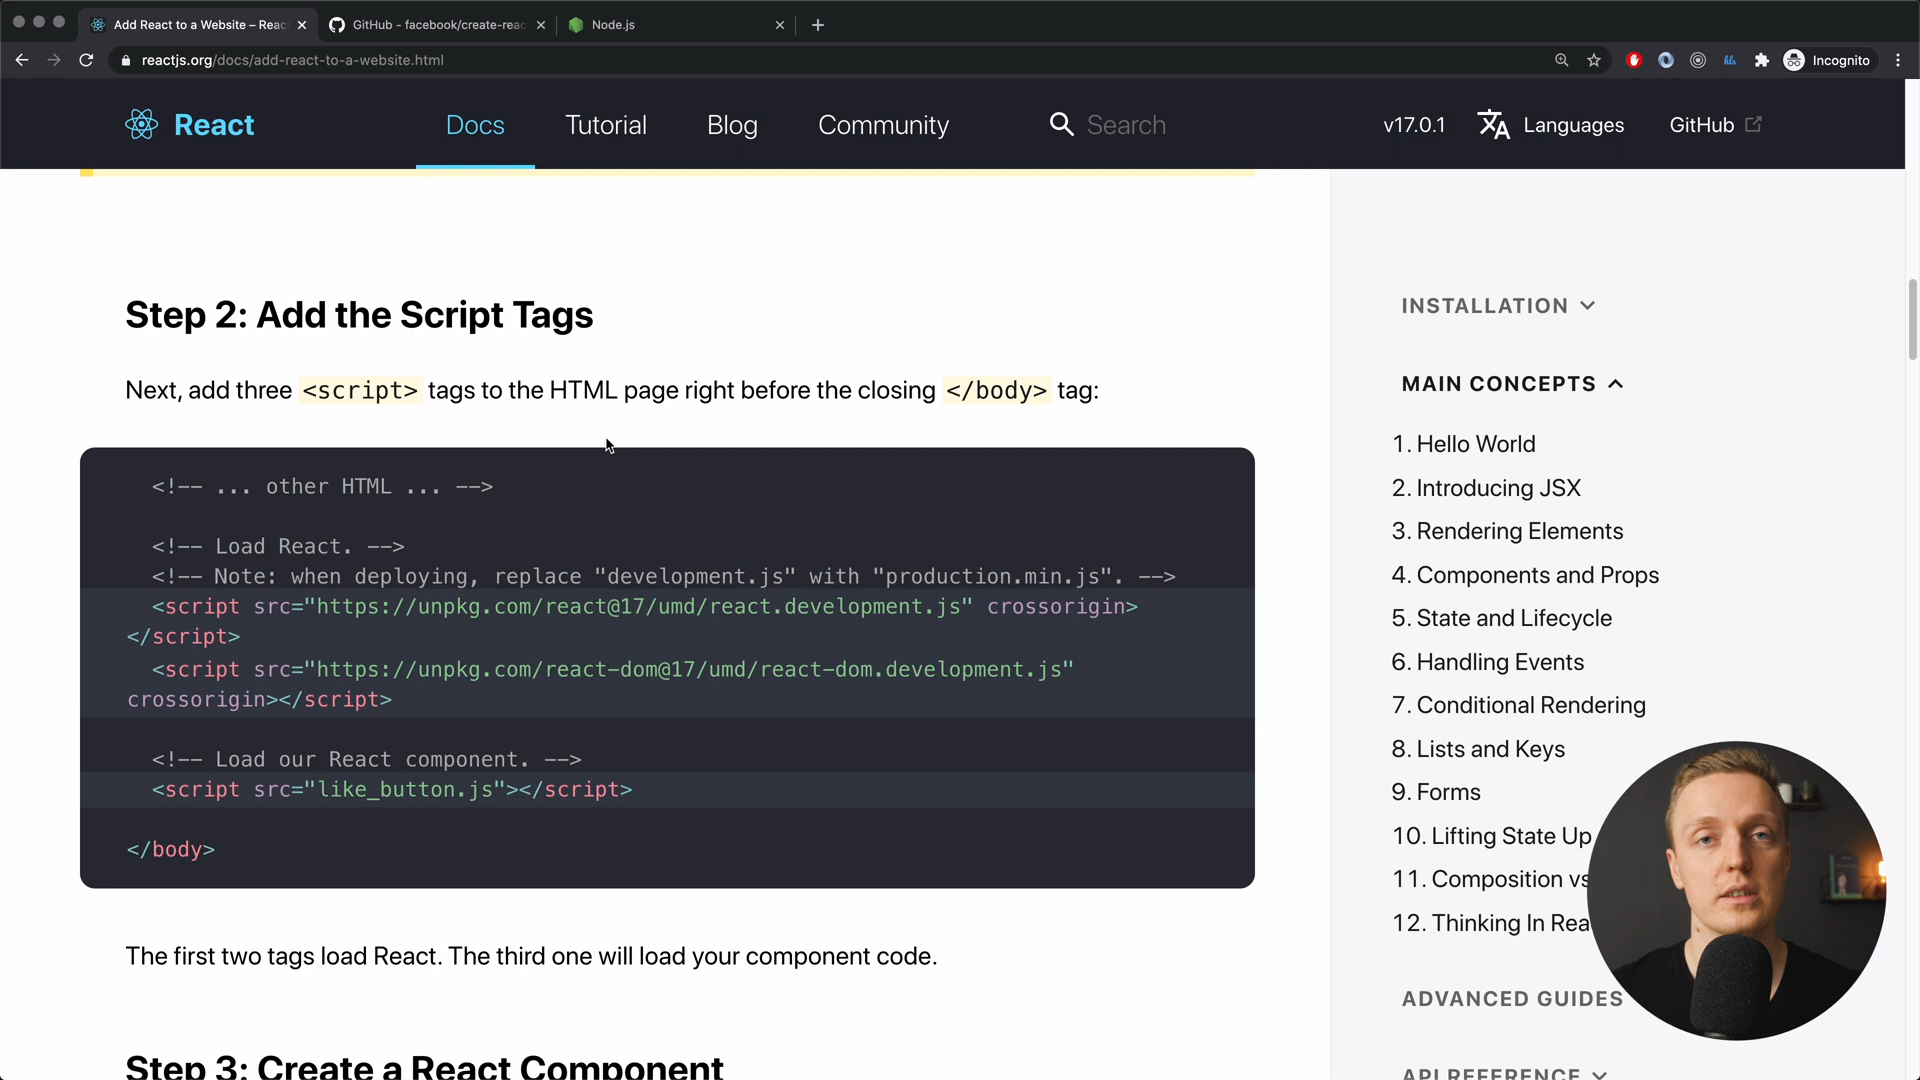 Add React to a Website – Reac
GitHub - facebook/create-reac
Node.js
reactjs.org/docs/add-react-to-a-website.html
Incognito
React
Docs
Tutorial
Blog
Community
Search
v17.0.1
Languages
GitHub
Step 2: Add the Script Tags
Next, add three <script> tags to the HTML page right before the closing </body> tag:
<!-- ... other HTML ... -->
<!-- Load React. -->
<!-- Note: when deploying, replace "development.js" with "production.min.js". -->
<script src="https://unpkg.com/react@17/umd/react.development.js" crossorigin>
</script>
<script src="https://unpkg.com/react-dom@17/umd/react-dom.development.js"
crossorigin></script>
<!-- Load our React component. -->
<script src="like_button.js"></script>
</body>
The first two tags load React. The third one will load your component code.
Step 3: Create a React Component
INSTALLATION
MAIN CONCEPTS
1. Hello World
2. Introducing JSX
3. Rendering Elements
4. Components and Props
5. State and Lifecycle
6. Handling Events
7. Conditional Rendering
8. Lists and Keys
9. Forms
10. Lifting State Up
11. Composition vs
12. Thinking In Rea
ADVANCED GUIDES
API REFERENCE